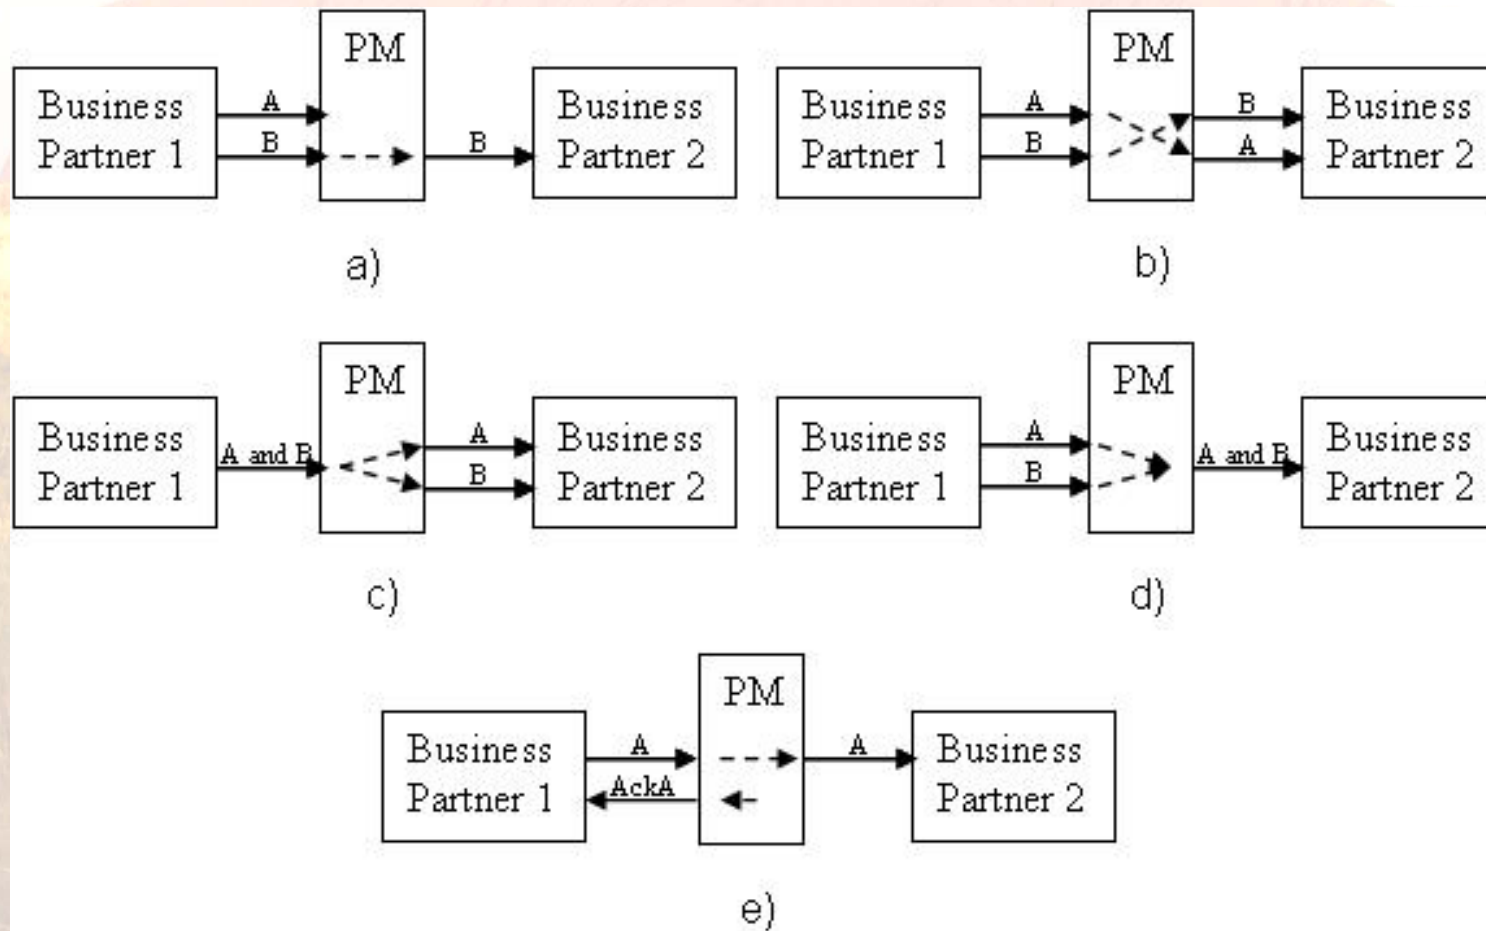 PM
Business
Partner 1
A
B
B
Business
Partner 2
a)
PM
Business
Partner 1
A
B
B
A
Business
Partner 2
b)
PM
Business
Partner 1
A and B
A
B
Business
Partner 2
c)
PM
Business
Partner 1
A
B
A and B
Business
Partner 2
d)
PM
Business
Partner 1
A
AckA
A
Business
Partner 2
e)